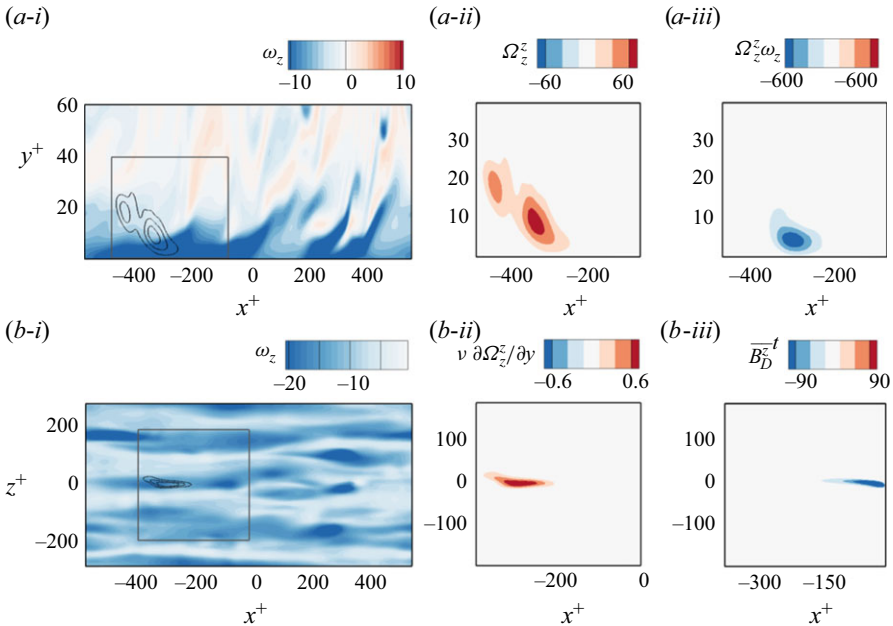 (a-i) (a-ii) (a-iii)
ω_z Ω_z^z Ω_z^z ω_z
−10 0 10 −60 60 −600 −600
60 40 20
y⁺
−400 −200 0 200 400
x⁺
30 20 10
−400 −200
x⁺
30 20 10
−400 −200
x⁺
(b-i) (b-ii) (b-iii)
ω_z ν ∂Ω_z^z/∂y \overline{B_D^z}^t
−20 −10 −0.6 0.6 −90 90
200 0 −200
z⁺
−400 −200 0 200 400
x⁺
100 0 −100
−200 0
x⁺
100 0 −100
−300 −150
x⁺